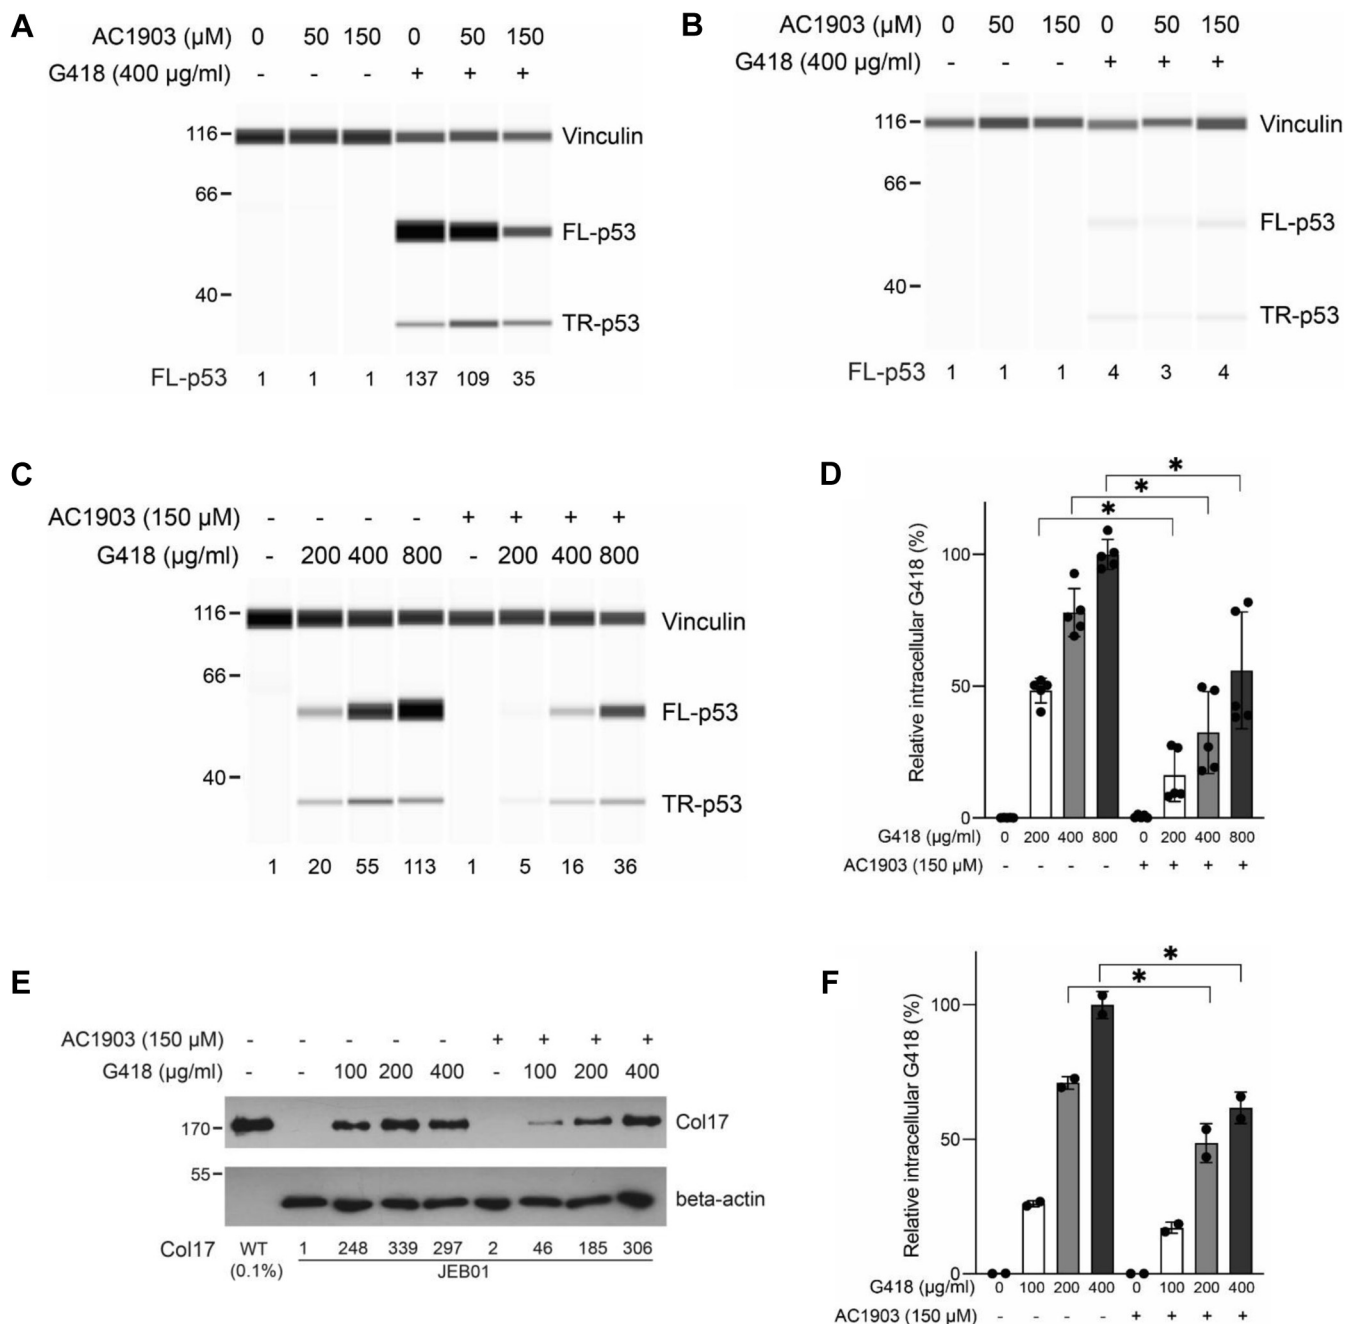 A
AC1903 (μM) 0 50 150 0 50 150
G418 (400 μg/ml) - - - + + +
116
Vinculin
66
FL-p53
40
TR-p53
FL-p53 1 1 1 137 109 35
B
AC1903 (μM) 0 50 150 0 50 150
G418 (400 μg/ml) - - - + + +
116
Vinculin
66
FL-p53
40
TR-p53
FL-p53 1 1 1 4 3 4
C
AC1903 (150 μM) - - - - + + + +
G418 (μg/ml) - 200 400 800 - 200 400 800
116
Vinculin
66
FL-p53
40
TR-p53
1 20 55 113 1 5 16 36
D
* * *
Relative intracellular G418 (%)
100
50
0
G418 (μg/ml) 0 200 400 800 0 200 400 800
AC1903 (150 μM) - - - - + + + +
E
AC1903 (150 μM) - - - - - + + + +
G418 (μg/ml) - - 100 200 400 - 100 200 400
170
Col17
55
beta-actin
Col17 WT 1 248 339 297 2 46 185 306
(0.1%) JEB01
F
* *
Relative intracellular G418 (%)
100
50
0
G418 (μg/ml) 0 100 200 400 0 100 200 400
AC1903 (150 μM) - - - - + + + +